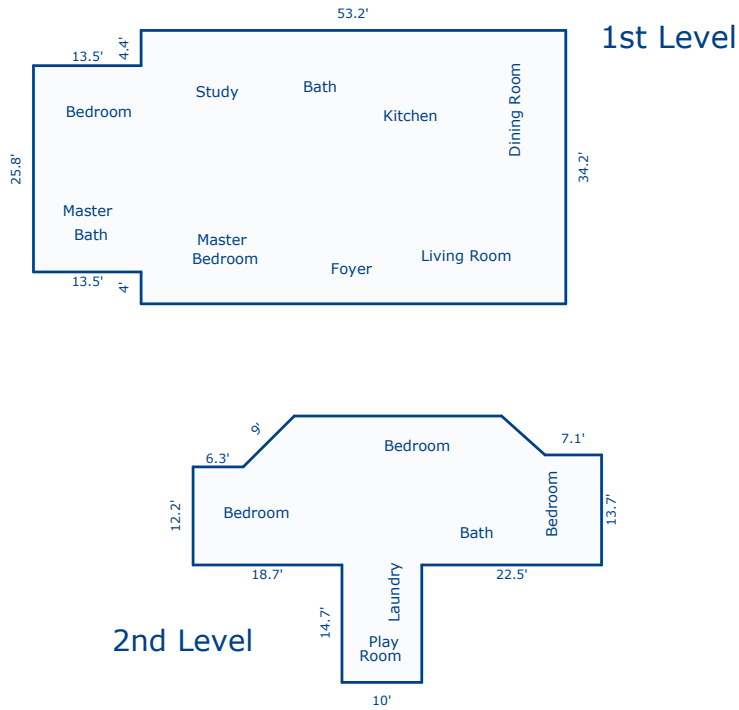 53.2'
1st Level
13.5'
4.4'
Study
Bath
Dining Room
Bedroom
Kitchen
25.8'
34.2'
Master
Bath
Master
Bedroom
Foyer
Living Room
13.5'
4'
9'
7.1'
6.3'
Bedroom
12.2'
Bedroom
Bath
Bedroom
13.7'
18.7'
22.5'
Laundry
14.7'
2nd Level
Play
Room
10'